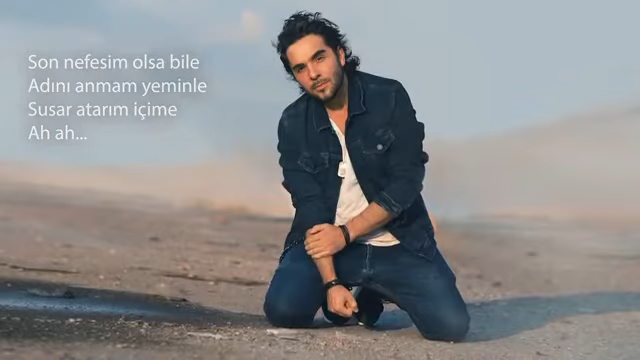 Son nefesim olsa bile
Adını anmam yeminle
Susar atarım içime
Ah ah...